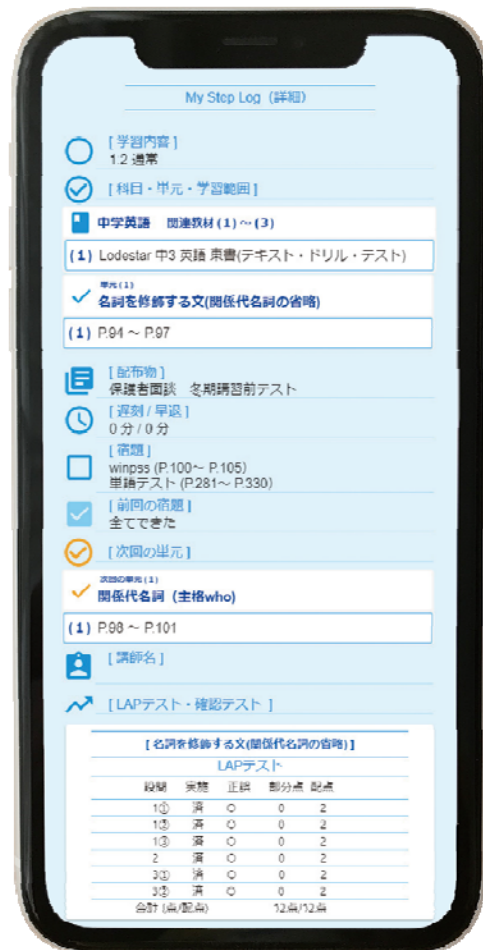 My Step Log (詳細)
[ 学習内容 ]
1.2 通常
[ 科目・単元・学習範囲 ]
中学英語 関連教材 (1) ～ (3)
(1) Lodestar 中3 英語 東書(テキスト・ドリル・テスト)
単元 (1)
名詞を修飾する文(関係代名詞の省略)
(1) P.94 ～ P.97
[ 配布物 ]
保護者面談 冬期講習前テスト
[ 遅刻 / 早退 ]
0 分 / 0 分
[ 宿題 ]
winpss (P.100～ P.105)
単語テスト (P.281～ P.330)
[ 前回の宿題 ]
全てできた
[ 次回の単元 ]
次回の単元 (1)
関係代名詞 (主格who)
(1) P.98 ～ P.101
[ 講師名 ]
[ LAPテスト・確認テスト ]
[ 名詞を修飾する文(関係代名詞の省略) ]
LAPテスト
設問 実施 正誤 部分点 配点
1① 済 ○ 0 2
1② 済 ○ 0 2
1③ 済 ○ 0 2
2 済 ○ 0 2
3① 済 ○ 0 2
3② 済 ○ 0 2
合計 (点/配点) 12点/12点